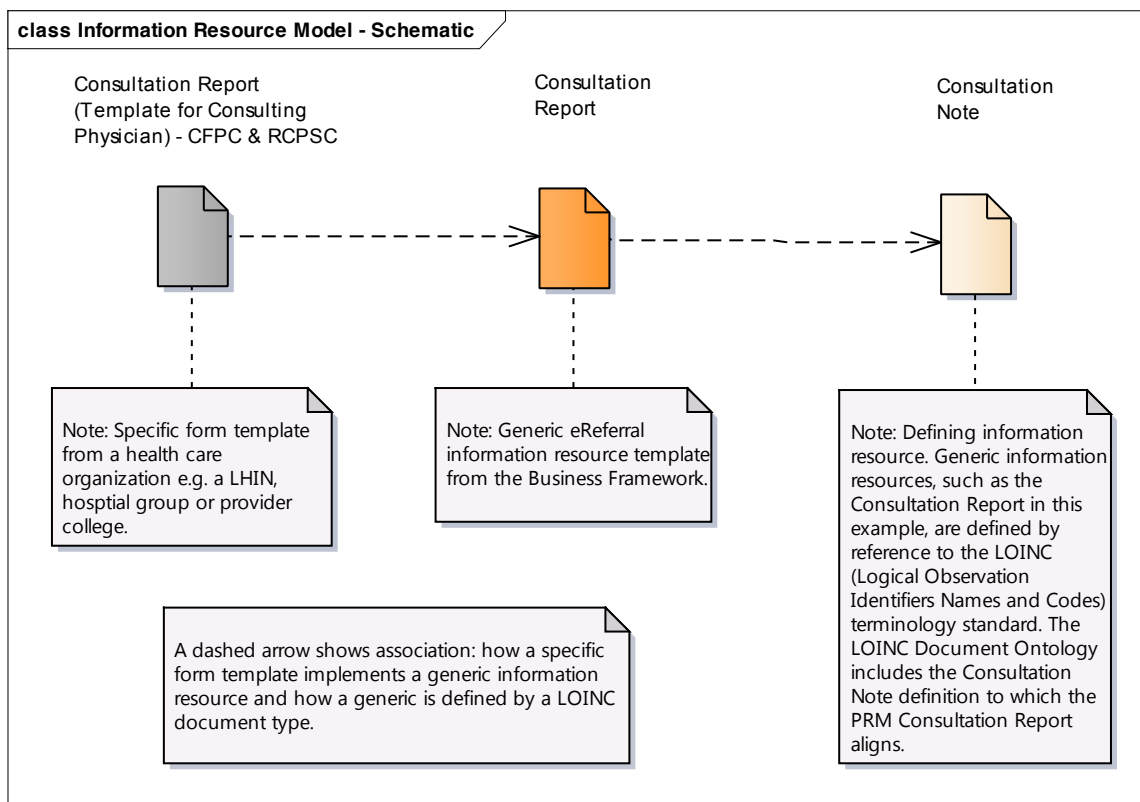 class Information Resource Model - Schematic
Consultation Report
(Template for Consulting
Physician) - CFPC & RCPSC
Consultation
Report
Consultation
Note
Note: Specific form template
from a health care
organization e.g. a LHIN,
hosptial group or provider
college.
Note: Generic eReferral
information resource template
from the Business Framework.
Note: Defining information
resource. Generic information
resources, such as the
Consultation Report in this
example, are defined by
reference to the LOINC
(Logical Observation
Identifiers Names and Codes)
terminology standard. The
LOINC Document Ontology
includes the Consultation
Note definition to which the
PRM Consultation Report
aligns.
A dashed arrow shows association: how a specific
form template implements a generic information
resource and how a generic is defined by a LOINC
document type.